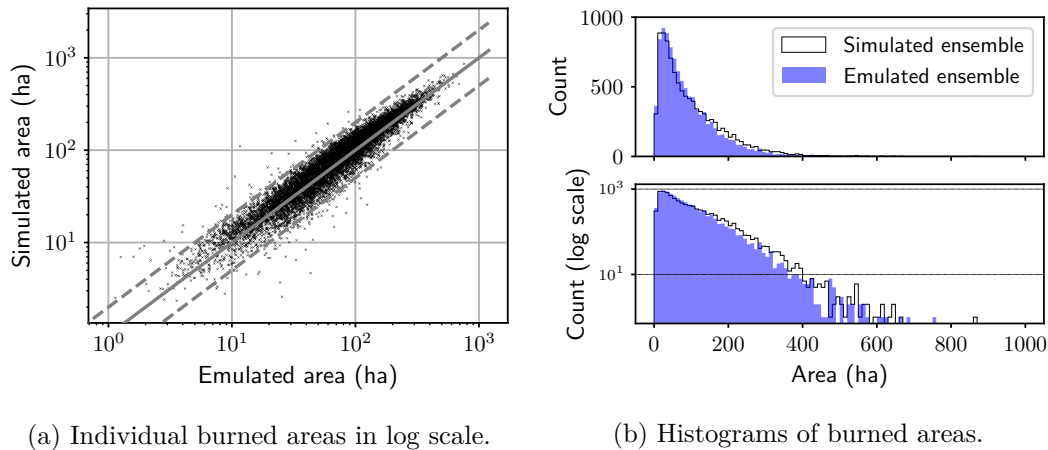 10³
10²
10¹
Simulated area (ha)
10⁰
10¹
10²
10³
Emulated area (ha)
(a) Individual burned areas in log scale.
1000
500
0
Count
Simulated ensemble
Emulated ensemble
10³
10¹
Count (log scale)
0
200
400
600
800
1000
Area (ha)
(b) Histograms of burned areas.